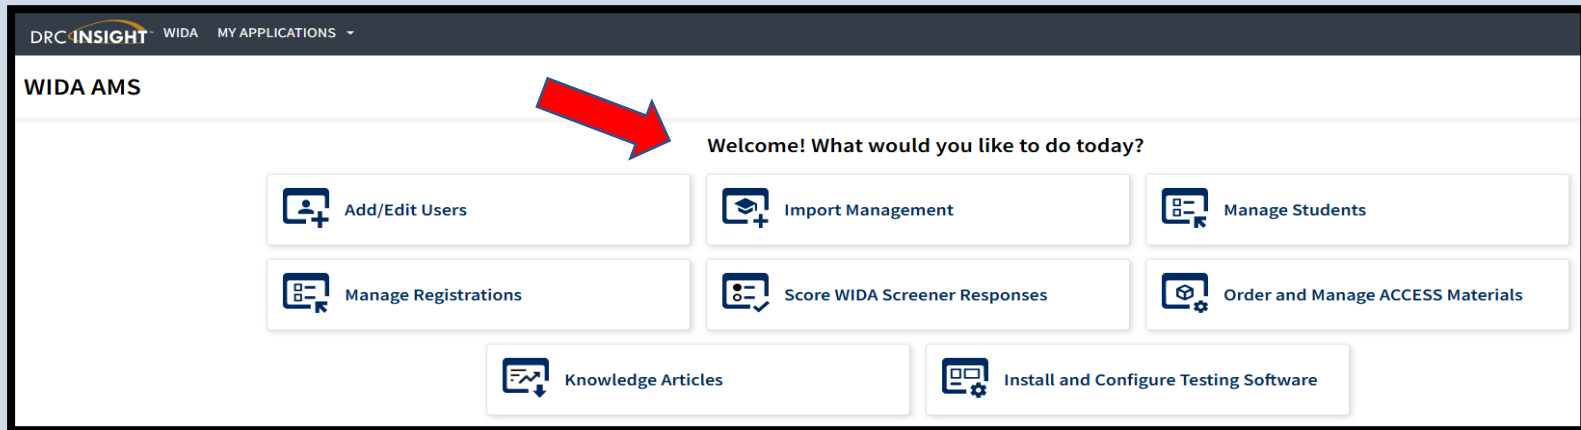 DRC INSIGHT WIDA MY APPLICATIONS
WIDA AMS
Welcome! What would you like to do today?
Add/Edit Users
Import Management
Manage Students
Manage Registrations
Score WIDA Screener Responses
Order and Manage ACCESS Materials
Knowledge Articles
Install and Configure Testing Software